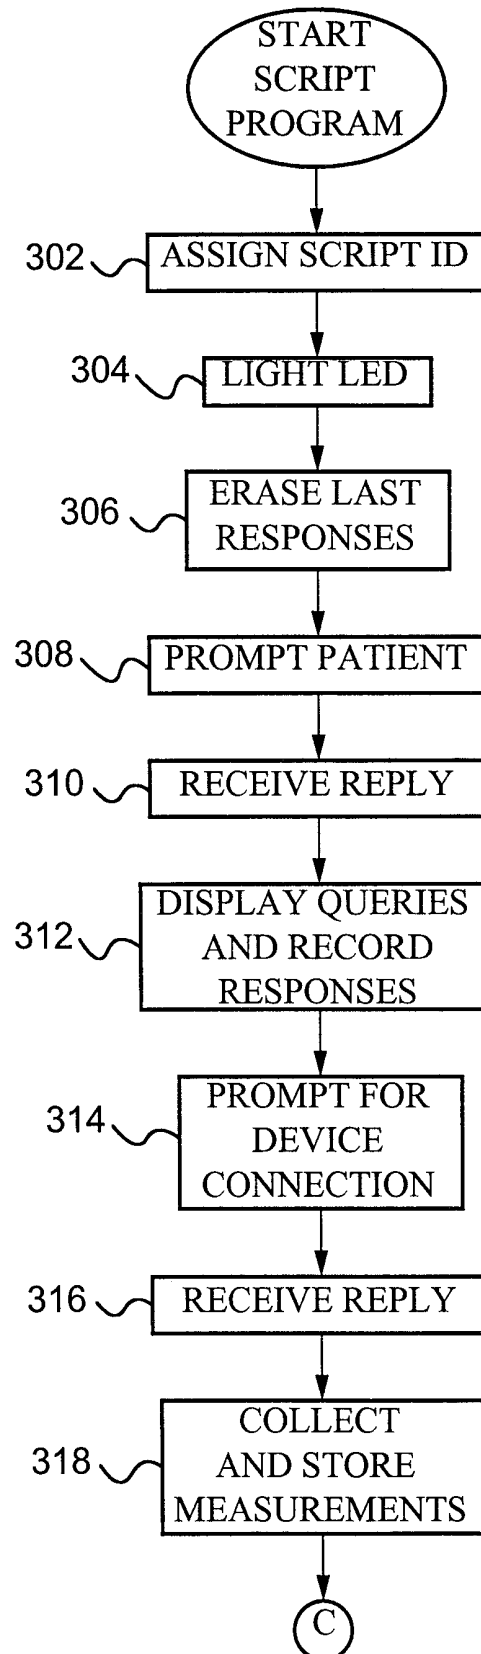 START
SCRIPT
PROGRAM
302 ASSIGN SCRIPT ID
304 LIGHT LED
306 ERASE LAST
RESPONSES
308 PROMPT PATIENT
310 RECEIVE REPLY
312 DISPLAY QUERIES
AND RECORD
RESPONSES
314 PROMPT FOR
DEVICE
CONNECTION
316 RECEIVE REPLY
318 COLLECT
AND STORE
MEASUREMENTS
C